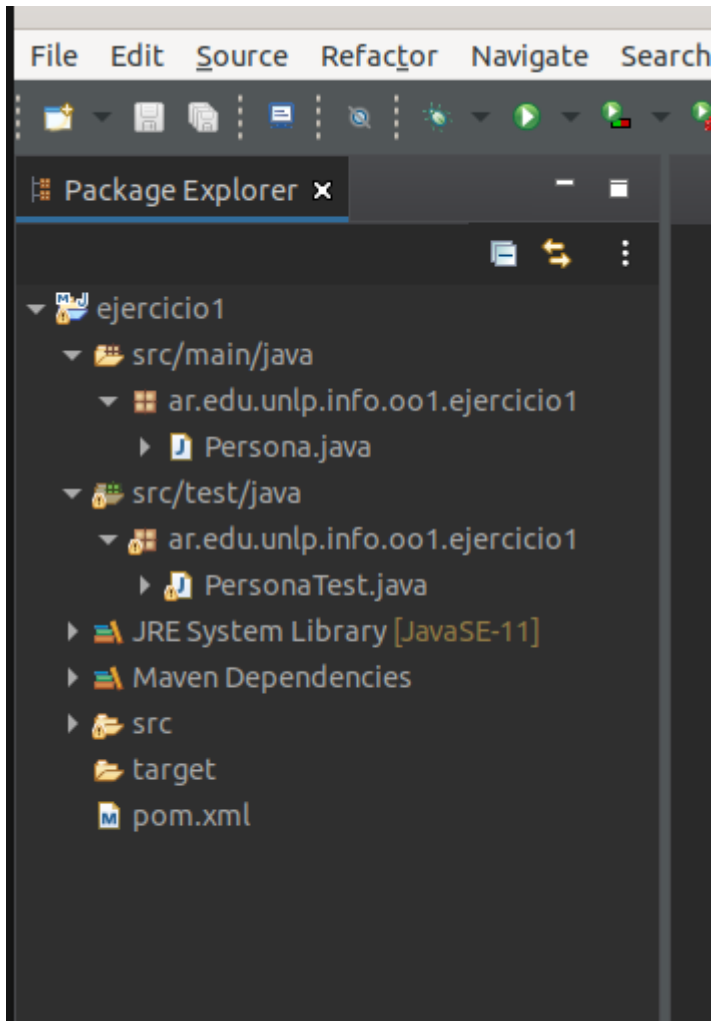 File Edit Source Refactor Navigate Search
Package Explorer
ejercicio1
src/main/java
ar.edu.unlp.info.oo1.ejercicio1
Persona.java
src/test/java
ar.edu.unlp.info.oo1.ejercicio1
PersonaTest.java
JRE System Library [JavaSE-11]
Maven Dependencies
src
target
pom.xml